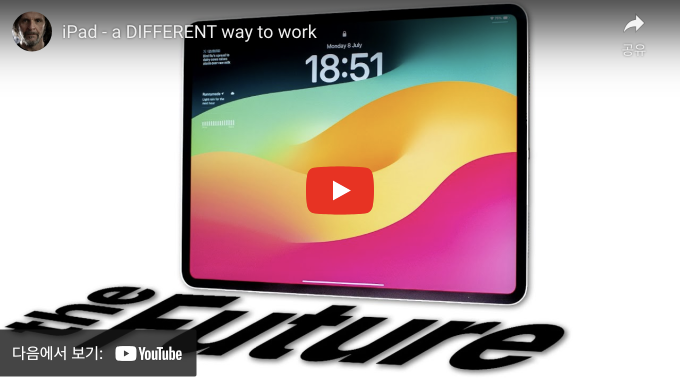 iPad - a DIFFERENT way to work
공유
Monday 8 July
18:51
the Future
다음에서 보기: YouTube